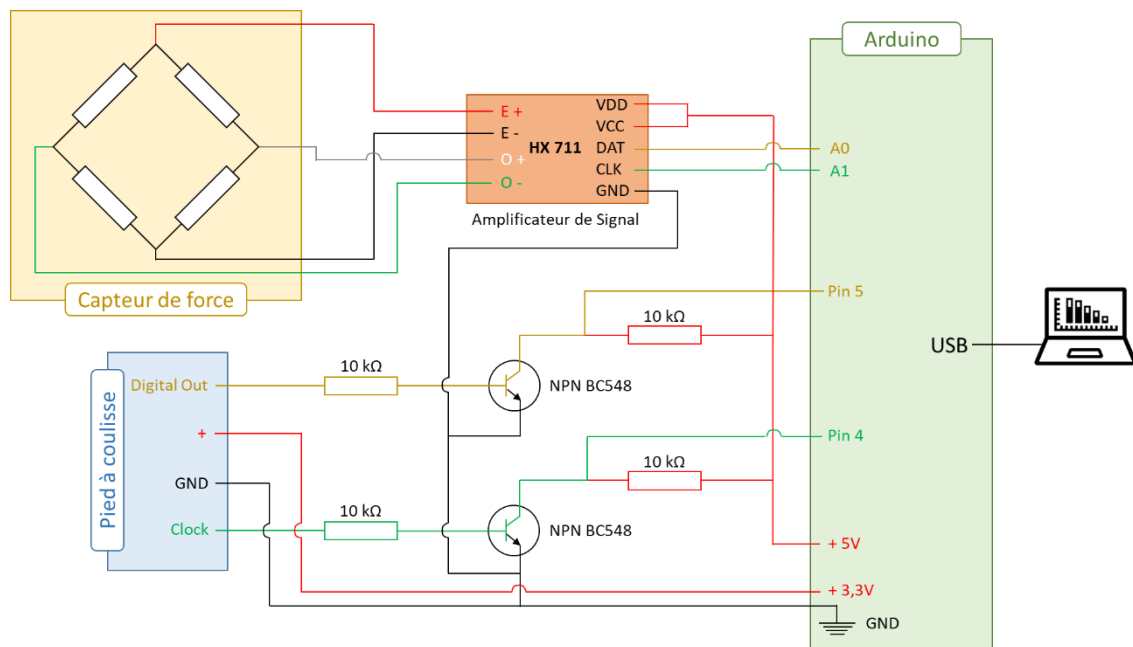 Arduino
E +
E -
O +
O -
HX 711
VDD
VCC
DAT
CLK
GND
Amplificateur de Signal
A0
A1
Capteur de force
Pin 5
10 kΩ
USB
Pied à coulisse
Digital Out
+
GND
Clock
10 kΩ
NPN BC548
Pin 4
10 kΩ
10 kΩ
NPN BC548
+ 5V
+ 3,3V
GND